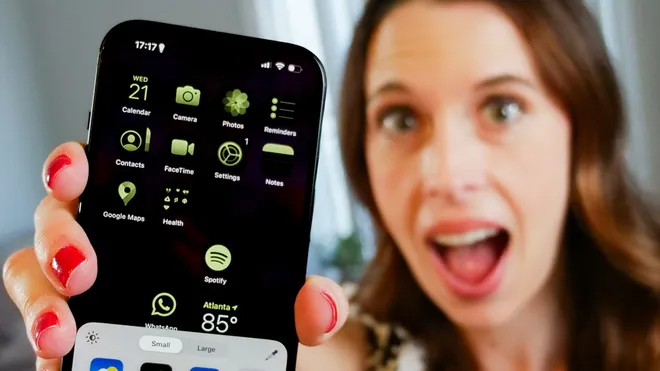 17:17
WED
21
Calendar
Camera
Photos
Reminders
Contacts
FaceTime
1
Settings
Notes
Google Maps
Health
Spotify
WhatsApp
Atlanta
85°
Small
Large